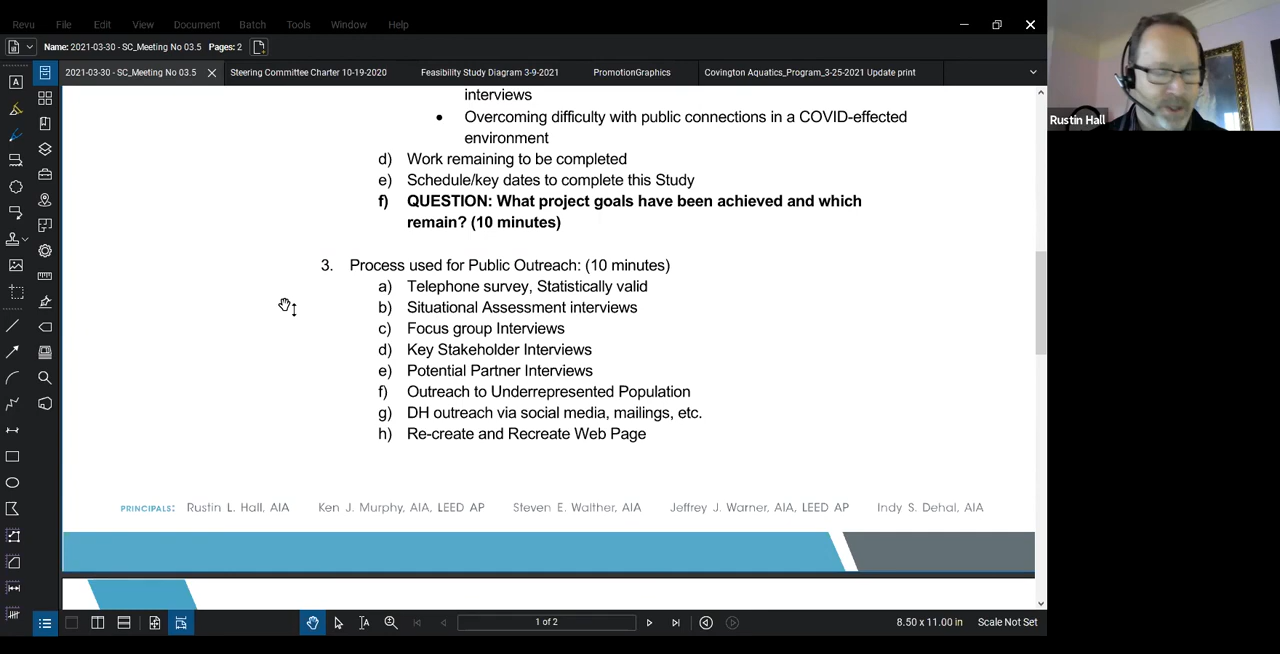 Revu File Edit View Document Batch Tools Window Help
Name: 2021-03-30 - SC_Meeting No 03.5 Pages: 2
2021-03-30 - SC_Meeting No 03.5 Steering Committee Charter 10-19-2020 Feasibility Study Diagram 3-9-2021 PromotionGraphics Covington Aquatics_Program_3-25-2021 Update print
Rustin Hall
interviews
• Overcoming difficulty with public connections in a COVID-effected
environment
d) Work remaining to be completed
e) Schedule/key dates to complete this Study
f) QUESTION: What project goals have been achieved and which
remain? (10 minutes)
3. Process used for Public Outreach: (10 minutes)
a) Telephone survey, Statistically valid
b) Situational Assessment interviews
c) Focus group Interviews
d) Key Stakeholder Interviews
e) Potential Partner Interviews
f) Outreach to Underrepresented Population
g) DH outreach via social media, mailings, etc.
h) Re-create and Recreate Web Page
PRINCIPALS: Rustin L. Hall, AIA Ken J. Murphy, AIA, LEED AP Steven E. Walther, AIA Jeffrey J. Warner, AIA, LEED AP Indy S. Dehal, AIA
1 of 2
8.50 x 11.00 in Scale Not Set